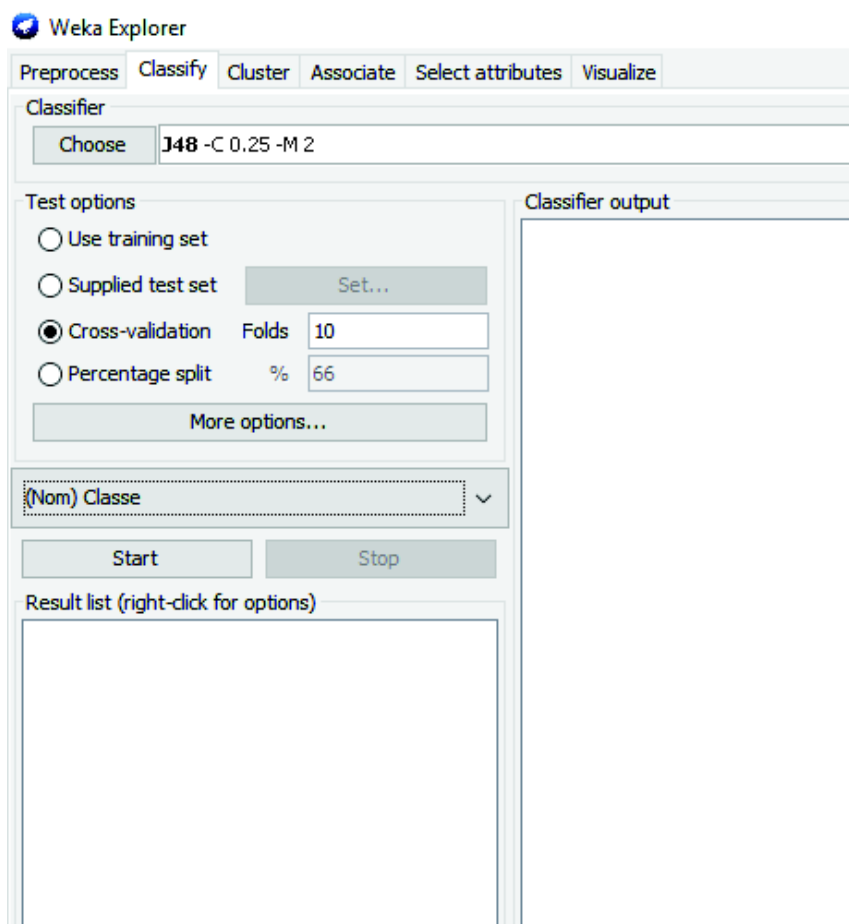 Weka Explorer
Preprocess Classify Cluster Associate Select attributes Visualize
Classifier
Choose J48 -C 0.25 -M 2
Test options
Use training set
Supplied test set Set...
Cross-validation Folds 10
Percentage split % 66
More options...
(Nom) Classe
Start Stop
Result list (right-click for options)
Classifier output